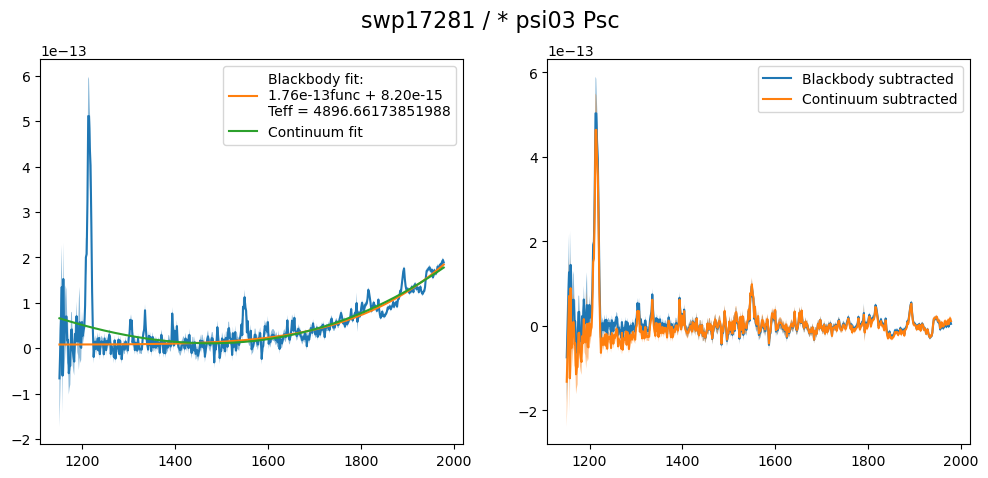 swp17281 / * psi03 Psc
1e−13
6
5
4
3
2
1
0
−1
−2
1200
1400
1600
1800
2000
Blackbody fit:
1.76e-13func + 8.20e-15
Teff = 4896.66173851988
Continuum fit
1e−13
6
4
2
0
−2
1200
1400
1600
1800
2000
Blackbody subtracted
Continuum subtracted